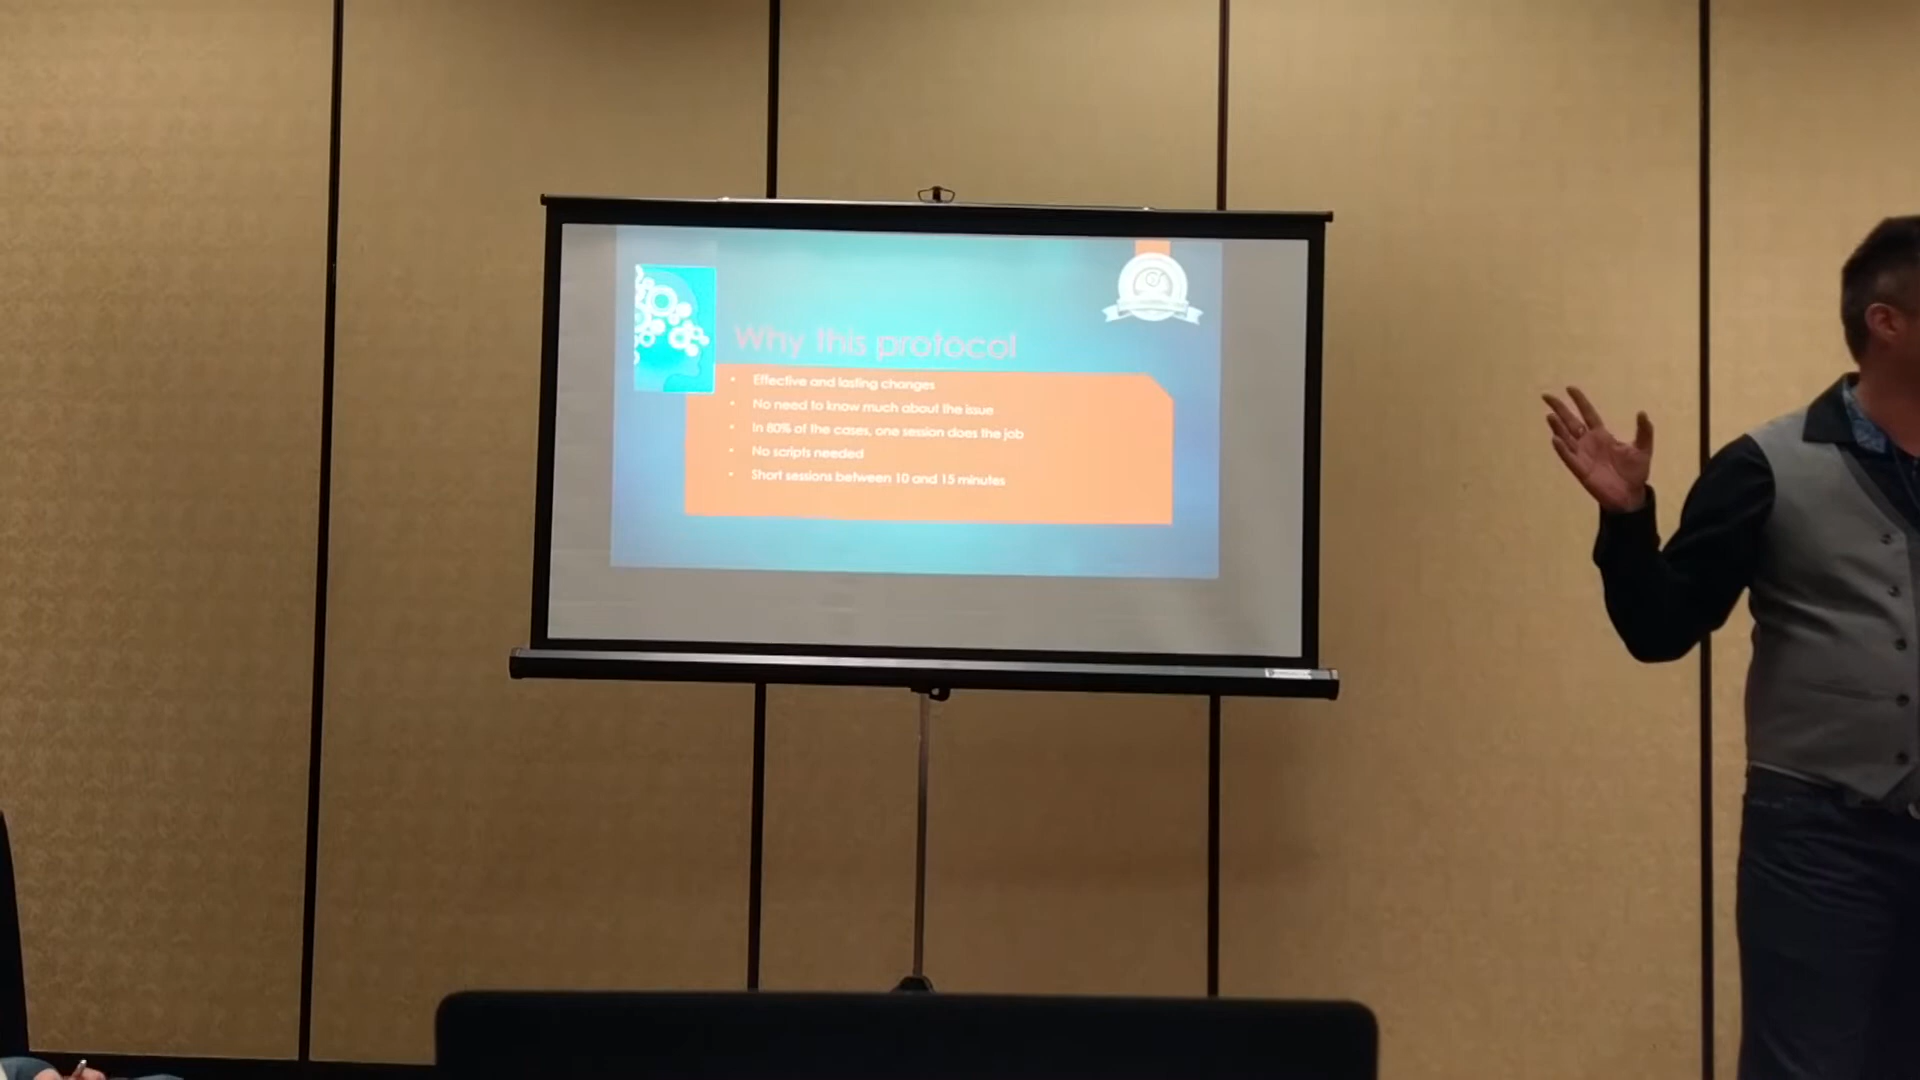 Why this protocol
• Effective and lasting changes
• No need to know much about the issue
• In 80% of the cases, one session does the job
• No scripts needed
• Short sessions between 10 and 15 minutes